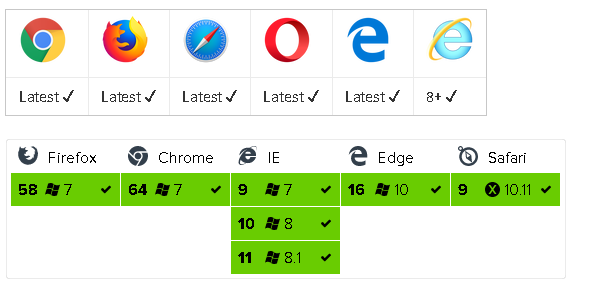 Latest ✓ Latest ✓ Latest ✓ Latest ✓ Latest ✓ 8+ ✓
Firefox Chrome IE Edge Safari
58 7 ✓ 64 7 ✓ 9 7 ✓ 16 10 ✓ 9 X 10.11 ✓
10 8 ✓
11 8.1 ✓